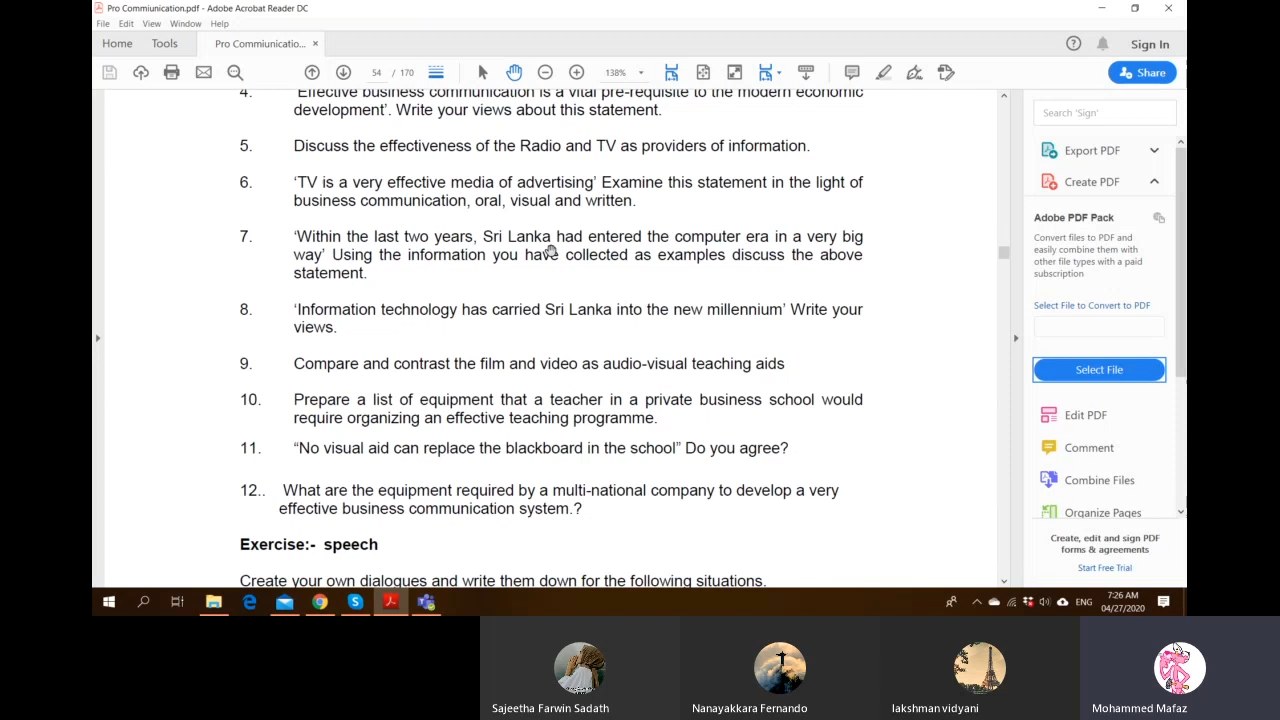 Pro Communication.pdf - Adobe Acrobat Reader DC
File Edit View Window Help
Home Tools Pro Commiunicatio... ×
Sign In
54 / 170 138%
Share
4. 'Effective business communication is a vital pre-requisite to the modern economic
development'. Write your views about this statement.
5. Discuss the effectiveness of the Radio and TV as providers of information.
6. 'TV is a very effective media of advertising' Examine this statement in the light of
business communication, oral, visual and written.
7. 'Within the last two years, Sri Lanka had entered the computer era in a very big
way' Using the information you have collected as examples discuss the above
statement.
8. 'Information technology has carried Sri Lanka into the new millennium' Write your
views.
9. Compare and contrast the film and video as audio-visual teaching aids
10. Prepare a list of equipment that a teacher in a private business school would
require organizing an effective teaching programme.
11. “No visual aid can replace the blackboard in the school” Do you agree?
12.. What are the equipment required by a multi-national company to develop a very
effective business communication system.?
Exercise:- speech
Create your own dialogues and write them down for the following situations.
Search 'Sign'
Export PDF
Create PDF
Adobe PDF Pack
Convert files to PDF and
easily combine them with
other file types with a paid
subscription
Select File to Convert to PDF
Select File
Edit PDF
Comment
Combine Files
Organize Pages
Create, edit and sign PDF
forms & agreements
Start Free Trial
ENG
7:26 AM
04/27/2020
Sajeetha Farwin Sadath
Nanayakkara Fernando
lakshman vidyani
Mohammed Mafaz